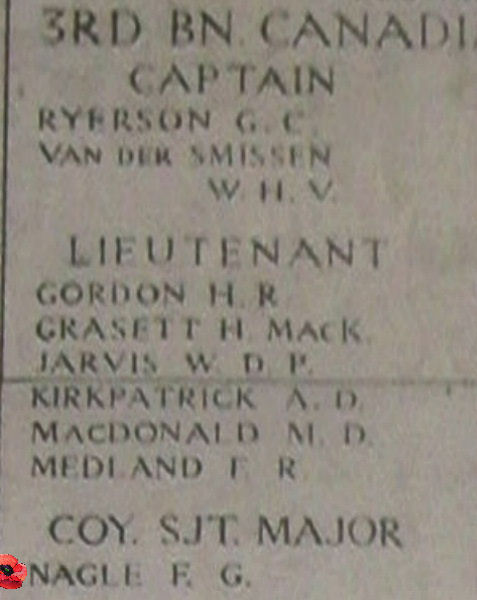 3RD BN. CANADI
CAPTAIN
RYERSON G. C.
VAN DER SMISSEN
W. H. V.
LIEUTENANT
GORDON H. R.
GRASETT H. MACK.
JARVIS W. D. P.
KIRKPATRICK A. D.
MACDONALD M. D.
MEDLAND F. R.
COY. SJT. MAJOR
NAGLE F. G.